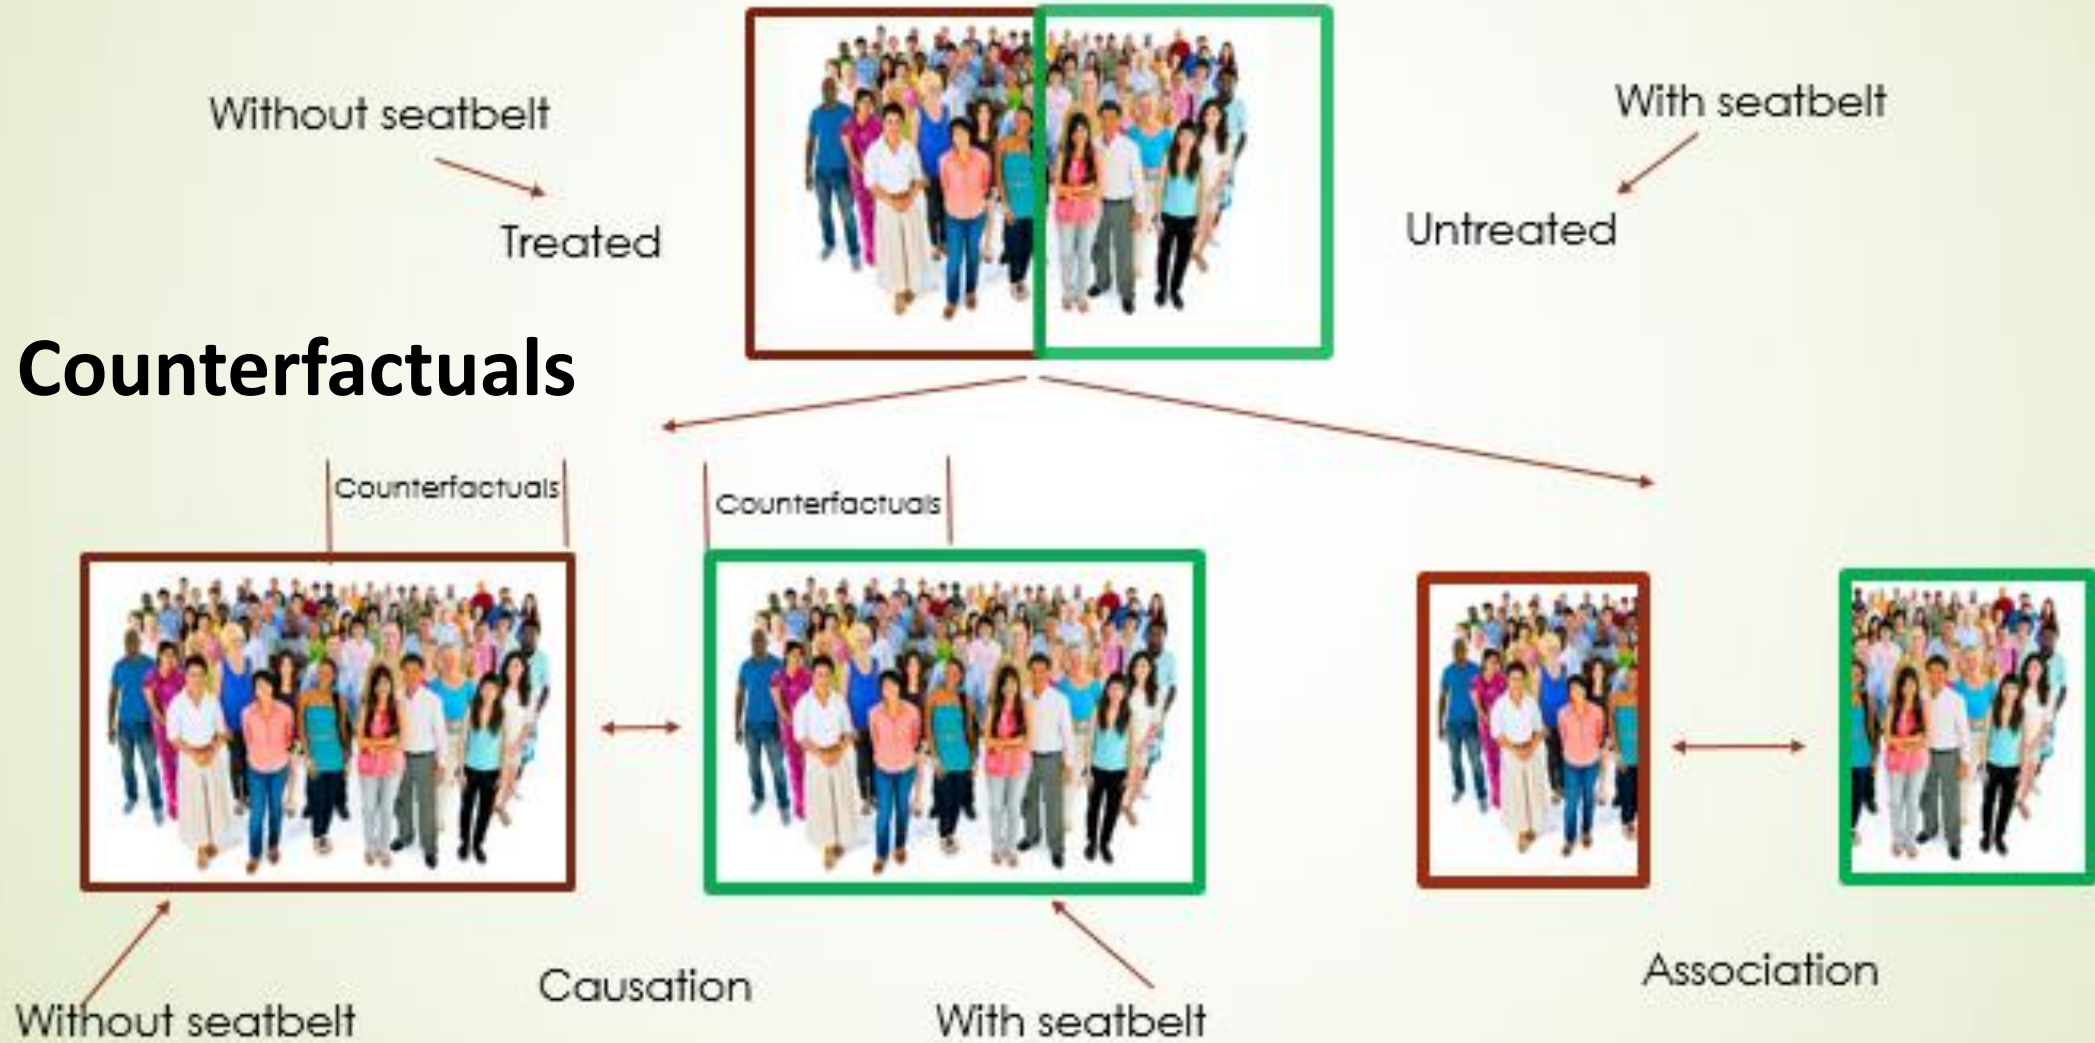 Without seatbelt
With seatbelt
Treated
Untreated
Counterfactuals
Counterfactuals
Counterfactuals
Causation
Association
Without seatbelt
With seatbelt